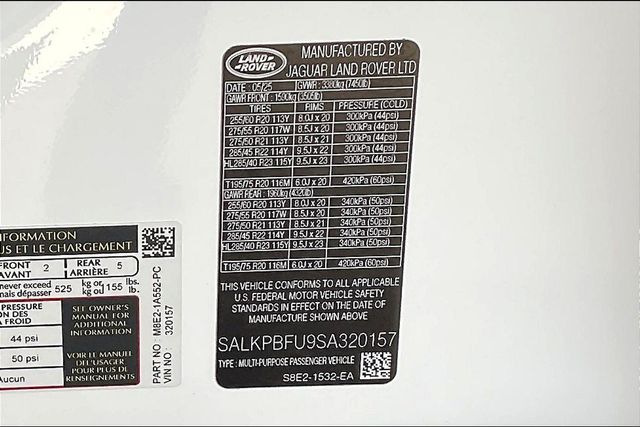 LAND ROVER
MANUFACTURED BY
JAGUAR LAND ROVER LTD
DATE : 05/25 GVWR : 3380kg (7450lb)
GAWR FRONT : 1590kg (3505lb)
TIRES RIMS PRESSURE (COLD)
255/60 R20 113Y 8.0J x 20 300kPa (44psi)
275/55 R20 117W 8.5J x 20 300kPa (44psi)
275/50 R21 113Y 8.5J x 21 300kPa (44psi)
285/45 R22 114Y 9.5J x 22 300kPa (44psi)
HL285/40 R23 115Y 9.5J x 23 300kPa (44psi)
T195/75 R20 116M 6.0J x 20 420kPa (60psi)
GAWR REAR : 1960kg (4320lb)
255/60 R20 113Y 8.0J x 20 340kPa (50psi)
275/55 R20 117W 8.5J x 20 340kPa (50psi)
275/50 R21 113Y 8.5J x 21 340kPa (50psi)
285/45 R22 114Y 9.5J x 22 340kPa (50psi)
HL285/40 R23 115Y 9.5J x 23 340kPa (50psi)
T195/75 R20 116M 6.0J x 20 420kPa (60psi)
THIS VEHICLE CONFORMS TO ALL APPLICABLE
U.S. FEDERAL MOTOR VEHICLE SAFETY
STANDARDS IN EFFECT ON THE DATE OF
MANUFACTURE SHOWN ABOVE
SALKPBFU9SA320157
TYPE : MULTI-PURPOSE PASSENGER VEHICLE
S8E2-1532-EA
NFORMATION
US ET LE CHARGEMENT
FRONT 2 REAR 5
AVANT ARRIÈRE
never exceed 525 kg or 1155 lbs.
mais dépasser kg ou lb.
PRESSURE
ON DES
À FROID
44 psi
50 psi
Aucun
SEE OWNER'S
MANUAL FOR
ADDITIONAL
INFORMATION
VOIR LE MANUEL
DE L'USAGER
POUR PLUS DE
RENSEIGNEMENTS
PART NO : M8E2-1A552-PC
VIN NO : 320157